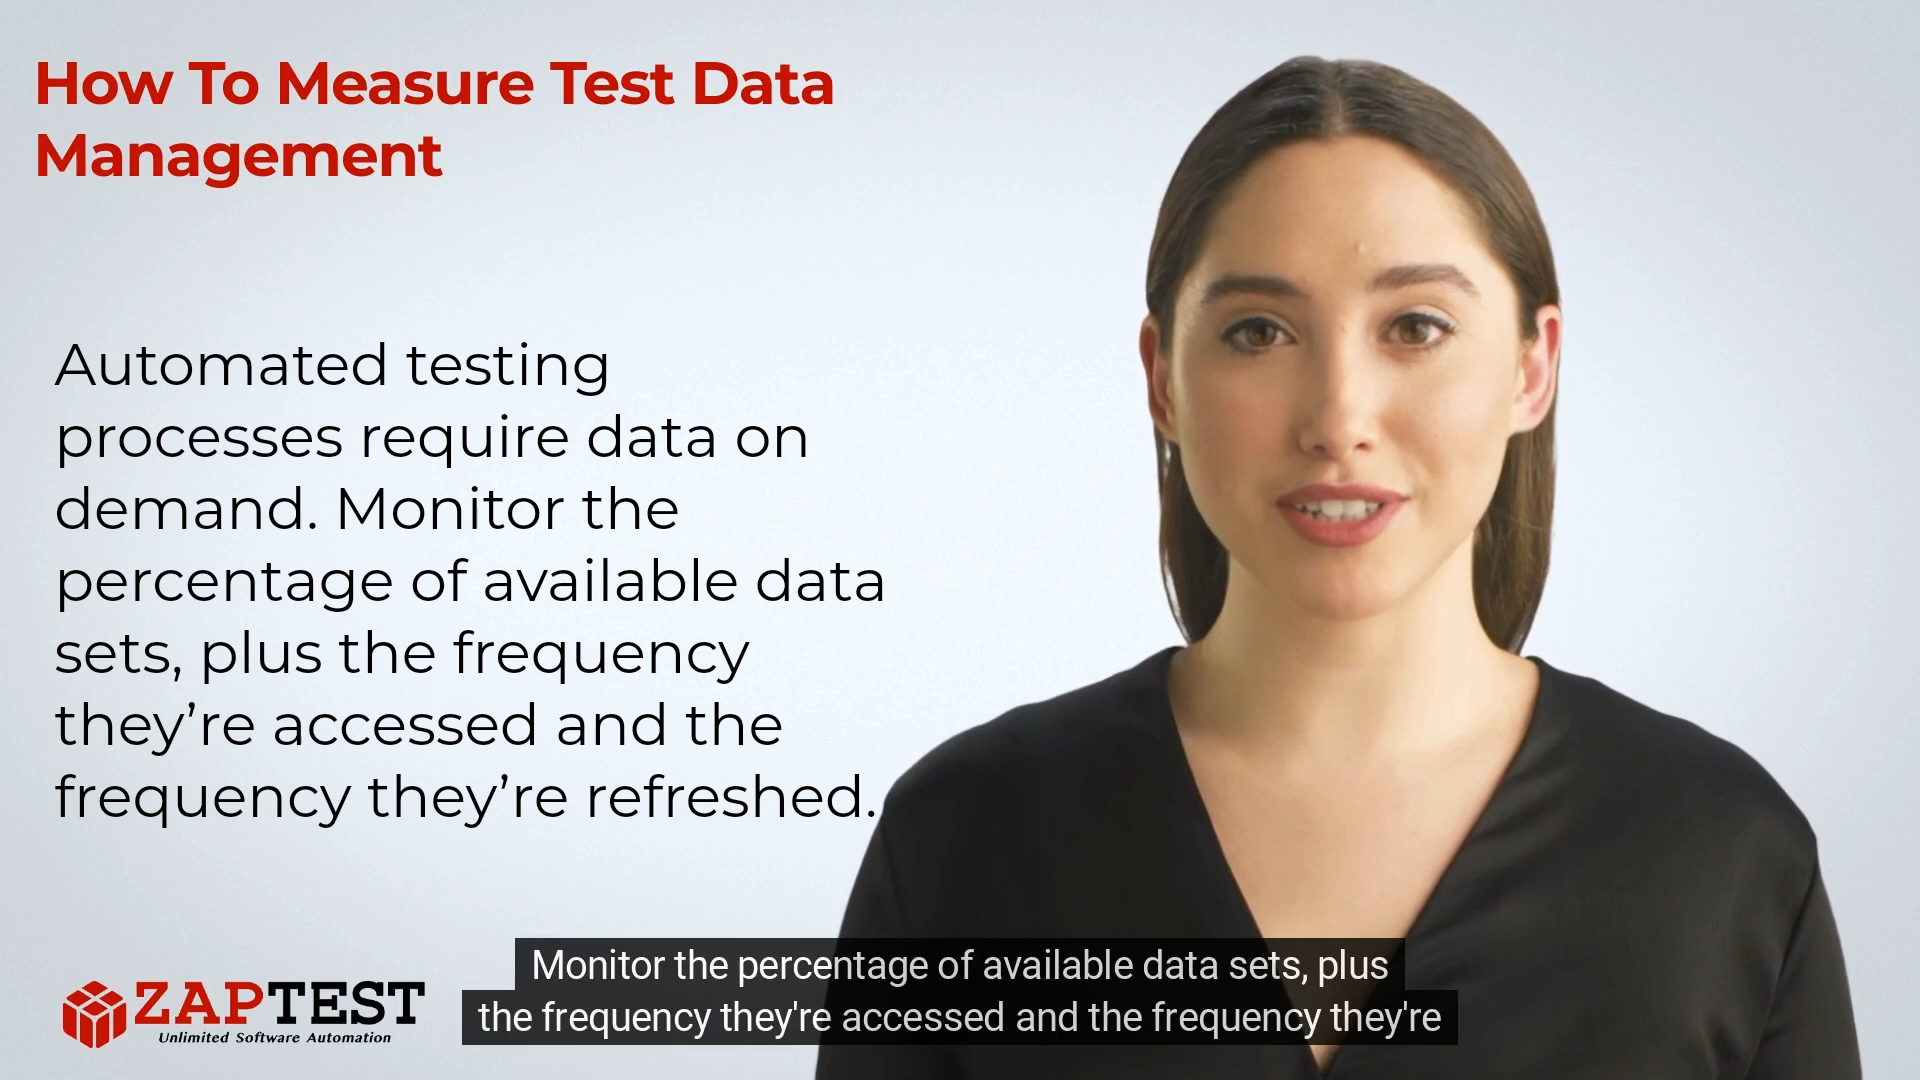 How To Measure Test Data
Management
Automated testing
processes require data on
demand. Monitor the
percentage of available data
sets, plus the frequency
they’re accessed and the
frequency they’re refreshed.
ZAPTEST
Unlimited Software Automation
Monitor the percentage of available data sets, plus
the frequency they're accessed and the frequency they're